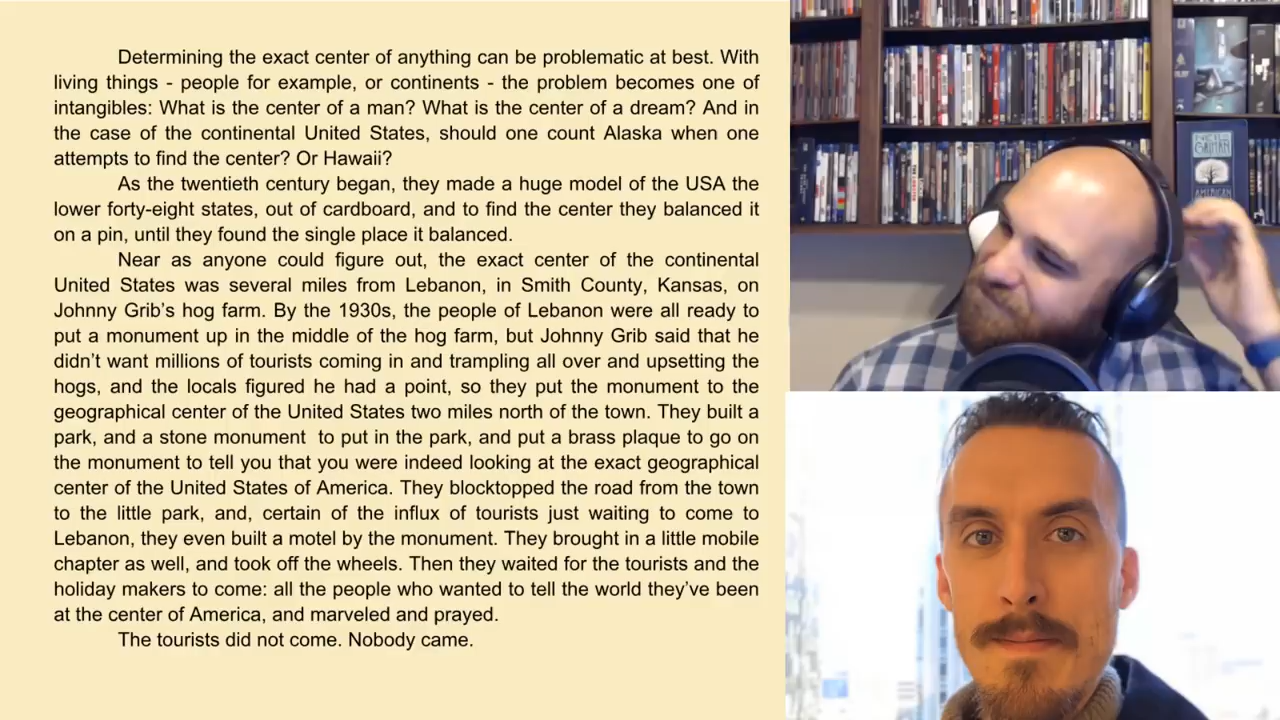 Determining the exact center of anything can be problematic at best. With
living things - people for example, or continents - the problem becomes one of
intangibles: What is the center of a man? What is the center of a dream? And in
the case of the continental United States, should one count Alaska when one
attempts to find the center? Or Hawaii?
As the twentieth century began, they made a huge model of the USA the
lower forty-eight states, out of cardboard, and to find the center they balanced it
on a pin, until they found the single place it balanced.
Near as anyone could figure out, the exact center of the continental
United States was several miles from Lebanon, in Smith County, Kansas, on
Johnny Grib's hog farm. By the 1930s, the people of Lebanon were all ready to
put a monument up in the middle of the hog farm, but Johnny Grib said that he
didn't want millions of tourists coming in and trampling all over and upsetting the
hogs, and the locals figured he had a point, so they put the monument to the
geographical center of the United States two miles north of the town. They built a
park, and a stone monument to put in the park, and put a brass plaque to go on
the monument to tell you that you were indeed looking at the exact geographical
center of the United States of America. They blocktopped the road from the town
to the little park, and, certain of the influx of tourists just waiting to come to
Lebanon, they even built a motel by the monument. They brought in a little mobile
chapter as well, and took off the wheels. Then they waited for the tourists and the
holiday makers to come: all the people who wanted to tell the world they've been
at the center of America, and marveled and prayed.
The tourists did not come. Nobody came.
NEIL GAIMAN
AMERICAN